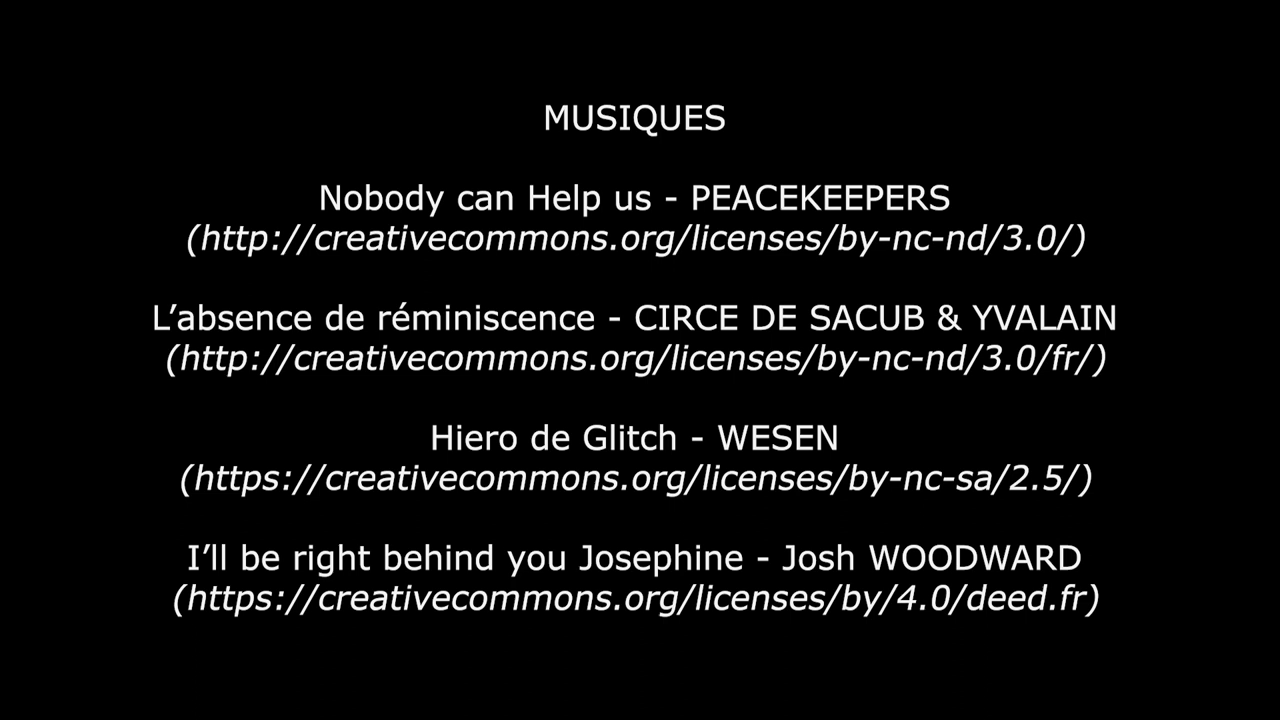 MUSIQUES
Nobody can Help us - PEACEKEEPERS
(http://creativecommons.org/licenses/by-nc-nd/3.0/)
L’absence de réminiscence - CIRCE DE SACUB & YVALAIN
(http://creativecommons.org/licenses/by-nc-nd/3.0/fr/)
Hiero de Glitch - WESEN
(https://creativecommons.org/licenses/by-nc-sa/2.5/)
I’ll be right behind you Josephine - Josh WOODWARD
(https://creativecommons.org/licenses/by/4.0/deed.fr)